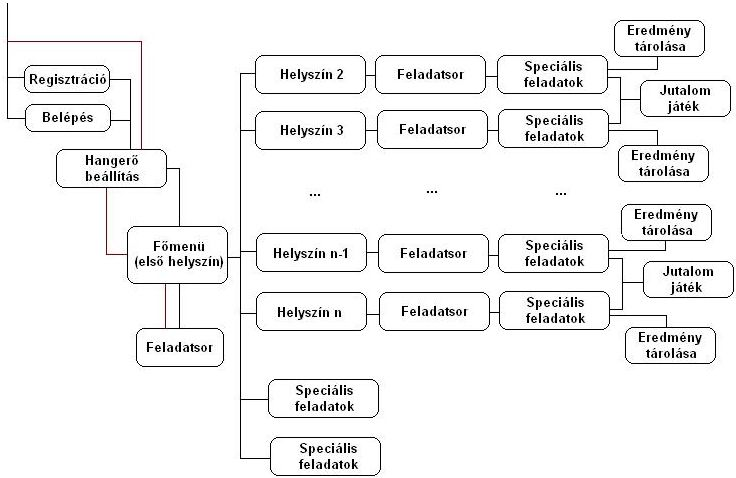 Regisztráció
Belépés
Hangerő
beállítás
Főmenü
(első helyszín)
Feladatsor
Helyszín 2
Feladatsor
Speciális
feladatok
Eredmény
tárolása
Jutalom
játék
Helyszín 3
Feladatsor
Speciális
feladatok
Eredmény
tárolása
...
...
...
Helyszín n-1
Feladatsor
Speciális
feladatok
Eredmény
tárolása
Jutalom
játék
Helyszín n
Feladatsor
Speciális
feladatok
Eredmény
tárolása
Speciális
feladatok
Speciális
feladatok